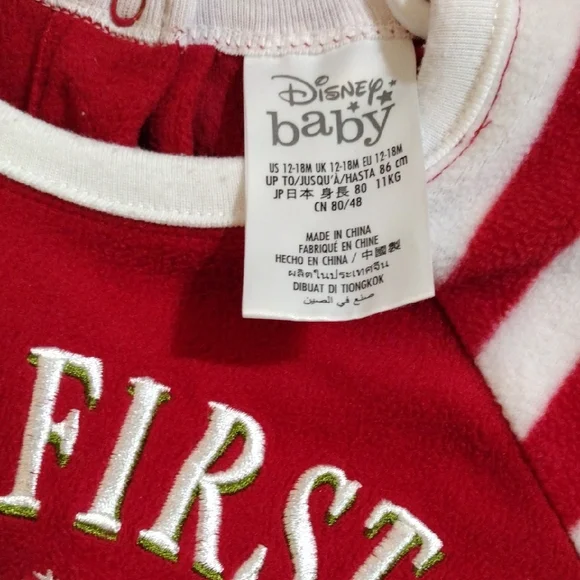 Disney
baby
US 12-18M UK 12-18M EU 12-18M
UP TO/JUSQU'À/HASTA 86 cm
JP日本 身長 80 11KG
CN 80/48
MADE IN CHINA
FABRIQUÉ EN CHINE
HECHO EN CHINA / 中國製
ผลิตในประเทศจีน
DIBUAT DI TIONGKOK
صنع في الصين
FIRST